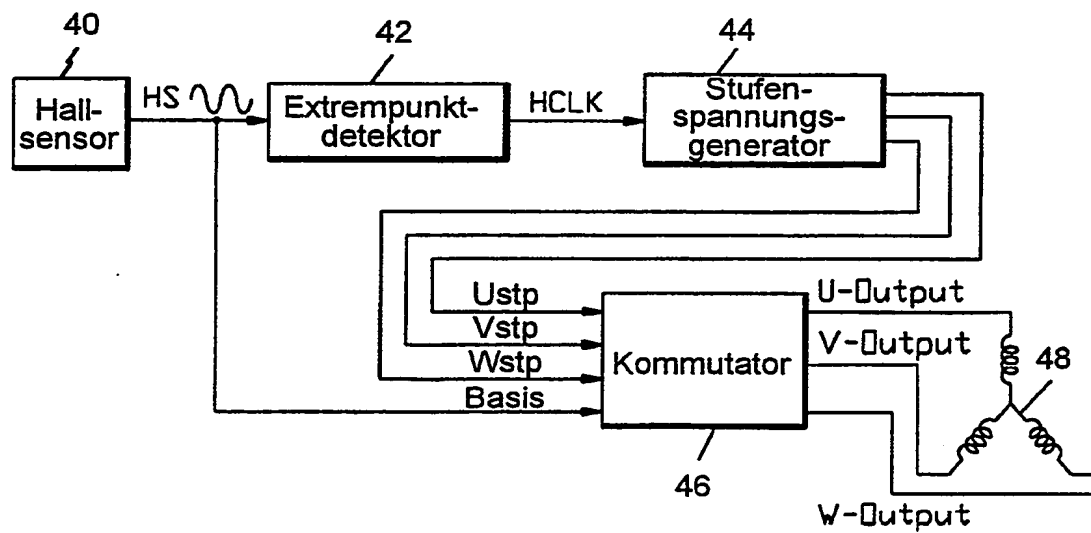 40
42
44
Hall-
sensor
HS
Extrempunkt-
detektor
HCLK
Stufen-
spannungs-
generator
Ustp
Vstp
Wstp
Basis
Kommutator
46
U-Output
V-Output
48
W-Output